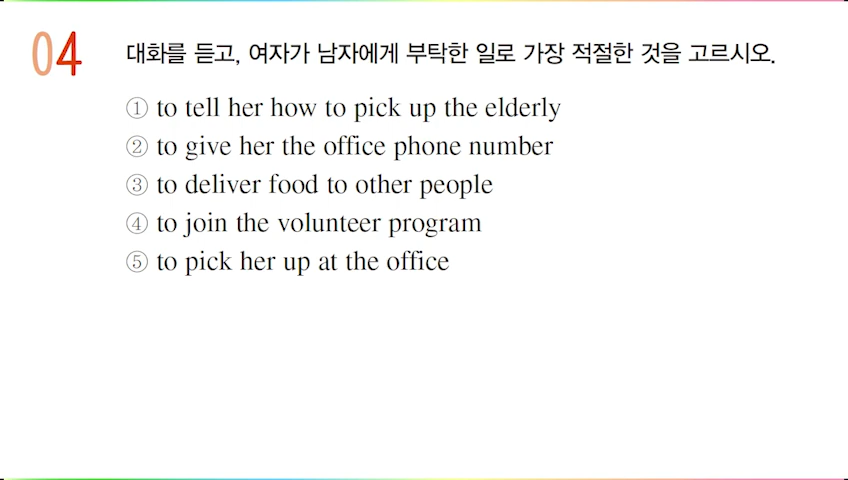 04 대화를 듣고, 여자가 남자에게 부탁한 일로 가장 적절한 것을 고르시오.
① to tell her how to pick up the elderly
② to give her the office phone number
③ to deliver food to other people
④ to join the volunteer program
⑤ to pick her up at the office